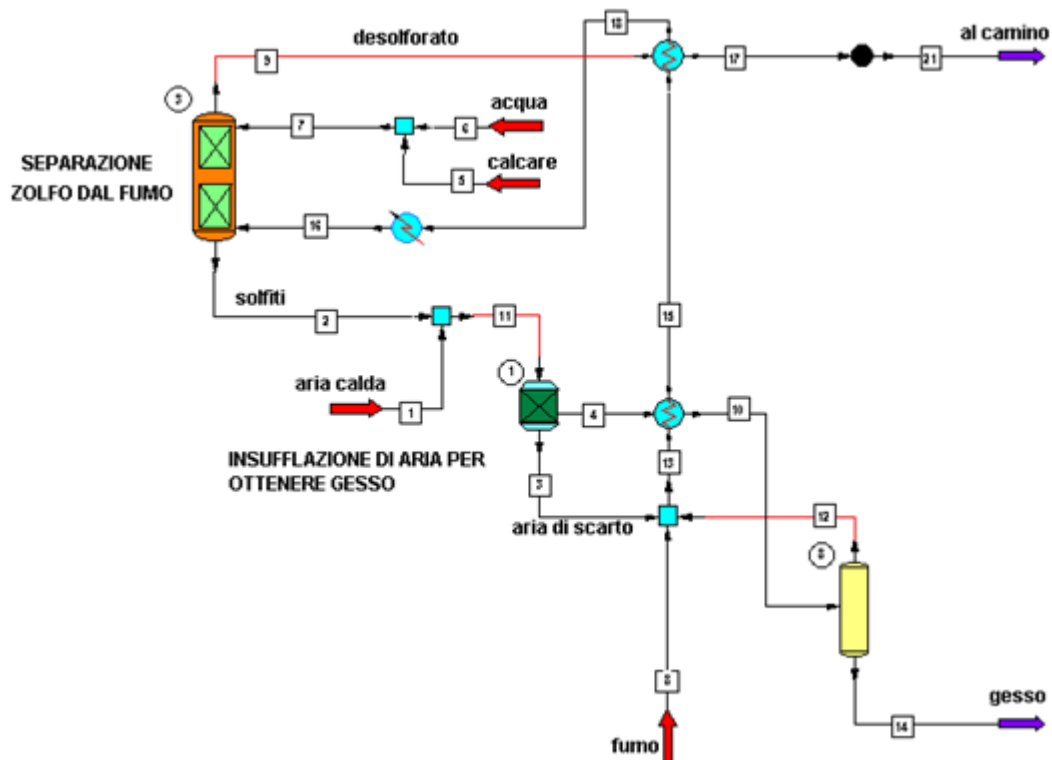 18
desolforato
al camino
9
17
21
3
acqua
7
6
SEPARAZIONE
ZOLFO DAL FUMO
calcare
5
16
solfiti
2
11
15
aria calda
1
1
4
10
INSUFFLAZIONE DI ARIA PER
OTTENERE GESSO
13
3
12
aria di scarto
8
gesso
14
fumo